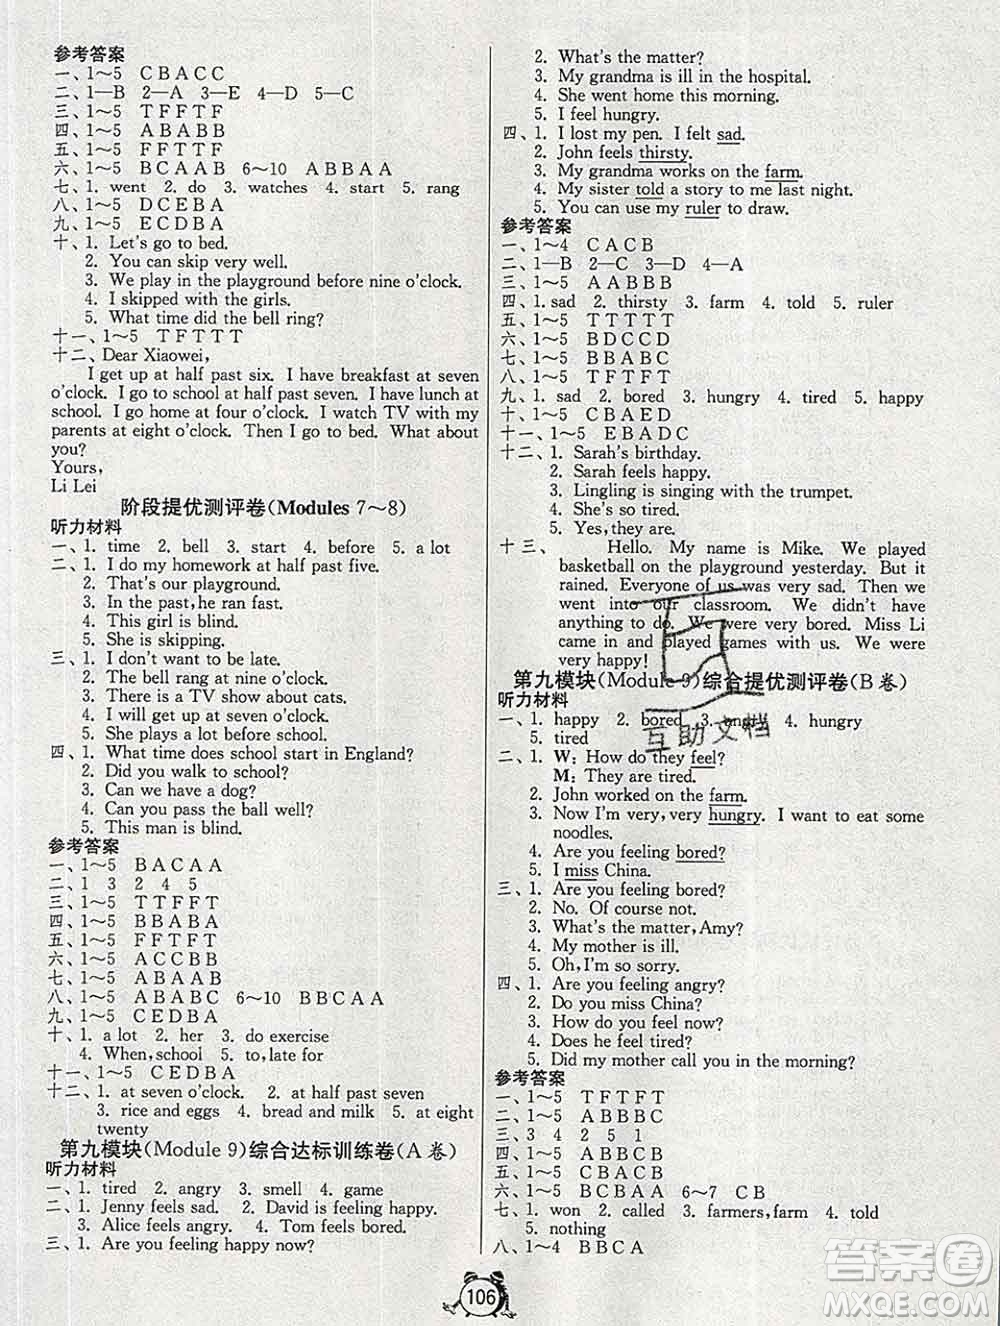 参考答案
一、1～5 C B A C C
二、1—B 2—A 3—E 4—D 5—C
三、1～5 T F F T F
四、1～5 A B A B B
五、1～5 F F T T F
六、1～5 B C A A B 6～10 A B B A A
七、1. went 2. do 3. watches 4. start 5. rang
八、1～5 D C E B A
九、1～5 E C D B A
十、1. Let's go to bed.
2. You can skip very well.
3. We play in the playground before nine o'clock.
4. I skipped with the girls.
5. What time did the bell ring?
十一、1～5 T F T T T
十二、Dear Xiaowei,
I get up at half past six. I have breakfast at seven
o'clock. I go to school at half past seven. I have lunch at
school. I go home at four o'clock. I watch TV with my
parents at eight o'clock. Then I go to bed. What about
you?
Yours,
Li Lei
阶段提优测评卷(Modules 7～8)
听力材料
一、1. time 2. bell 3. start 4. before 5. a lot
二、1. I do my homework at half past five.
2. That's our playground.
3. In the past, he ran fast.
4. This girl is blind.
5. She is skipping.
三、1. I don't want to be late.
2. The bell rang at nine o'clock.
3. There is a TV show about cats.
4. I will get up at seven o'clock.
5. She plays a lot before school.
四、1. What time does school start in England?
2. Did you walk to school?
3. Can we have a dog?
4. Can you pass the ball well?
5. This man is blind.
参考答案
一、1～5 B A C A A
二、1 3 2 4 5
三、1～5 T T F F T
四、1～5 B B A B A
五、1～5 F F T F T
六、1～5 A C C B B
七、1～5 A B A A B
八、1～5 A B A B C 6～10 B B C A A
九、1～5 C E D B A
十、1. a lot 2. her 3. do exercise
4. When, school 5. to, late for
十一、1～5 C E D B A
十二、1. at seven o'clock. 2. at half past seven
3. rice and eggs 4. bread and milk 5. at eight
twenty
第九模块(Module 9)综合达标训练卷(A卷)
听力材料
一、1. tired 2. angry 3. smell 4. game
二、1. Jenny feels sad. 2. David is feeling happy.
3. Alice feels angry. 4. Tom feels bored.
三、1. Are you feeling happy now?
2. What's the matter?
3. My grandma is ill in the hospital.
4. She went home this morning.
5. I feel hungry.
四、1. I lost my pen. I felt sad.
2. John feels thirsty.
3. My grandma works on the farm.
4. My sister told a story to me last night.
5. You can use my ruler to draw.
参考答案
一、1～4 C A C B
二、1—B 2—C 3—D 4—A
三、1～5 A A B B B
四、1. sad 2. thirsty 3. farm 4. told 5. ruler
五、1～5 T T T T T
六、1～5 B D C C D
七、1～5 A B B C C
八、1～5 T F T F T
九、1. sad 2. bored 3. hungry 4. tired 5. happy
十、1～5 C B A E D
十一、1～5 E B A D C
十二、1. Sarah's birthday.
2. Sarah feels happy.
3. Lingling is singing with the trumpet.
4. She's so tired.
5. Yes, they are.
十三、 Hello. My name is Mike. We played
basketball on the playground yesterday. But it
rained. Everyone of us was very sad. Then we
went into our classroom. We didn't have
anything to do. We were very bored. Miss Li
came in and played games with us. We were
very happy!
第九模块(Module 9)综合提优测评卷(B卷)
听力材料
一、1. happy 2. bored 3. angry 4. hungry
5. tired
二、1. W: How do they feel?
M: They are tired.
2. John worked on the farm.
3. Now I'm very, very hungry. I want to eat some
noodles.
4. Are you feeling bored?
5. I miss China.
三、1. Are you feeling bored?
2. No. Of course not.
3. What's the matter, Amy?
4. My mother is ill.
5. Oh, I'm so sorry.
四、1. Are you feeling angry?
2. Do you miss China?
3. How do you feel now?
4. Does he feel tired?
5. Did my mother call you in the morning?
参考答案
一、1～5 T F T F T
二、1～5 A B B B C
三、3 4 2 5 1
四、1～5 A C B B B
五、1～5 C B A C B
六、1～5 B C B A A 6～7 C B
七、1. won 2. called 3. farmers, farm 4. told
5. nothing
八、1～4 B B C A
106
互助文档
答案圈
MXQE.COM